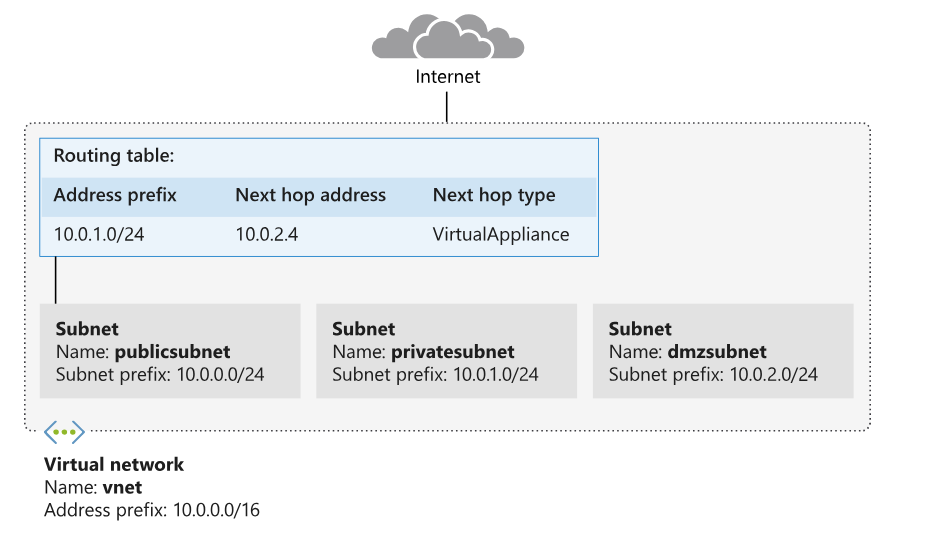 Internet
Routing table:
Address prefix Next hop address Next hop type
10.0.1.0/24 10.0.2.4 VirtualAppliance
Subnet
Name: publicsubnet
Subnet prefix: 10.0.0.0/24
Subnet
Name: privatesubnet
Subnet prefix: 10.0.1.0/24
Subnet
Name: dmzsubnet
Subnet prefix: 10.0.2.0/24
Virtual network
Name: vnet
Address prefix: 10.0.0.0/16